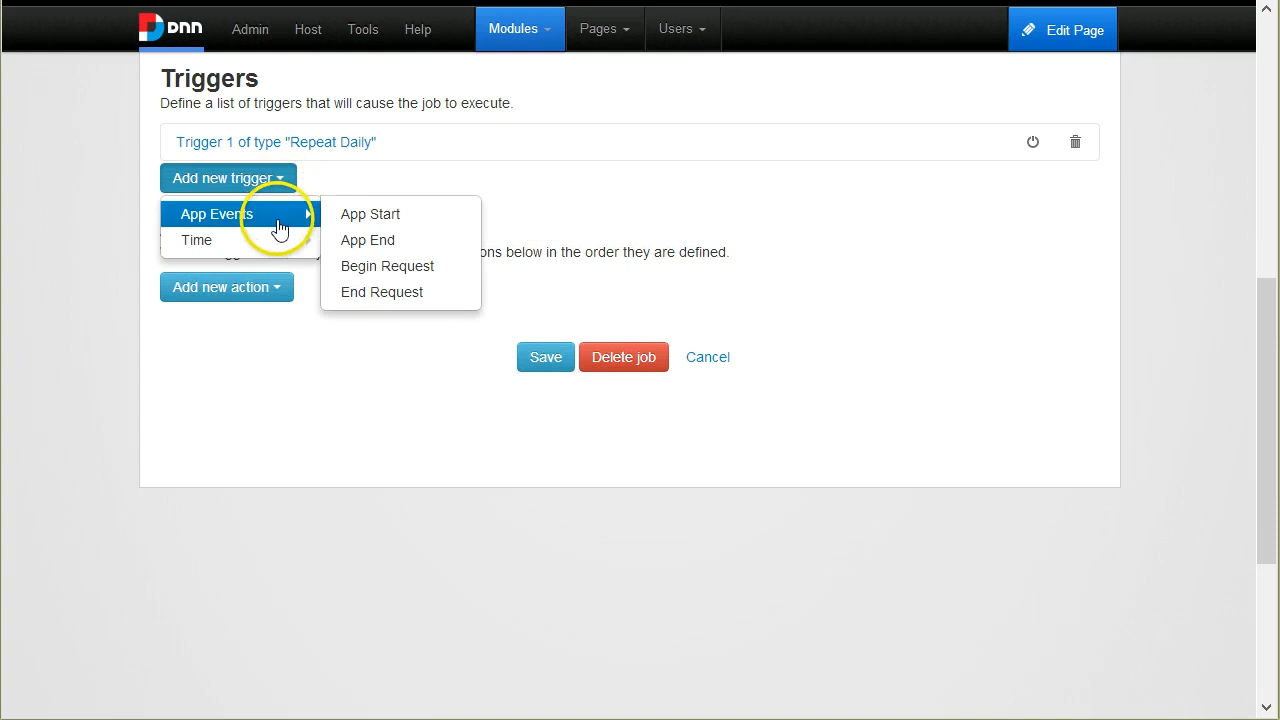 DNN Admin Host Tools Help Modules Pages Users Edit Page
Triggers
Define a list of triggers that will cause the job to execute.
Trigger 1 of type "Repeat Daily"
Add new trigger
App Events
Time
App Start
App End
Begin Request
End Request
ons below in the order they are defined.
Add new action
Save Delete job Cancel